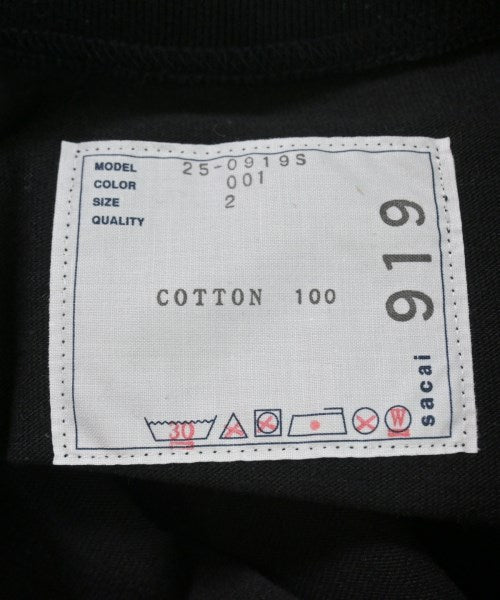 MODEL 25-0919S
COLOR 001
SIZE 2
QUALITY
COTTON 100
919
sacai
30
W